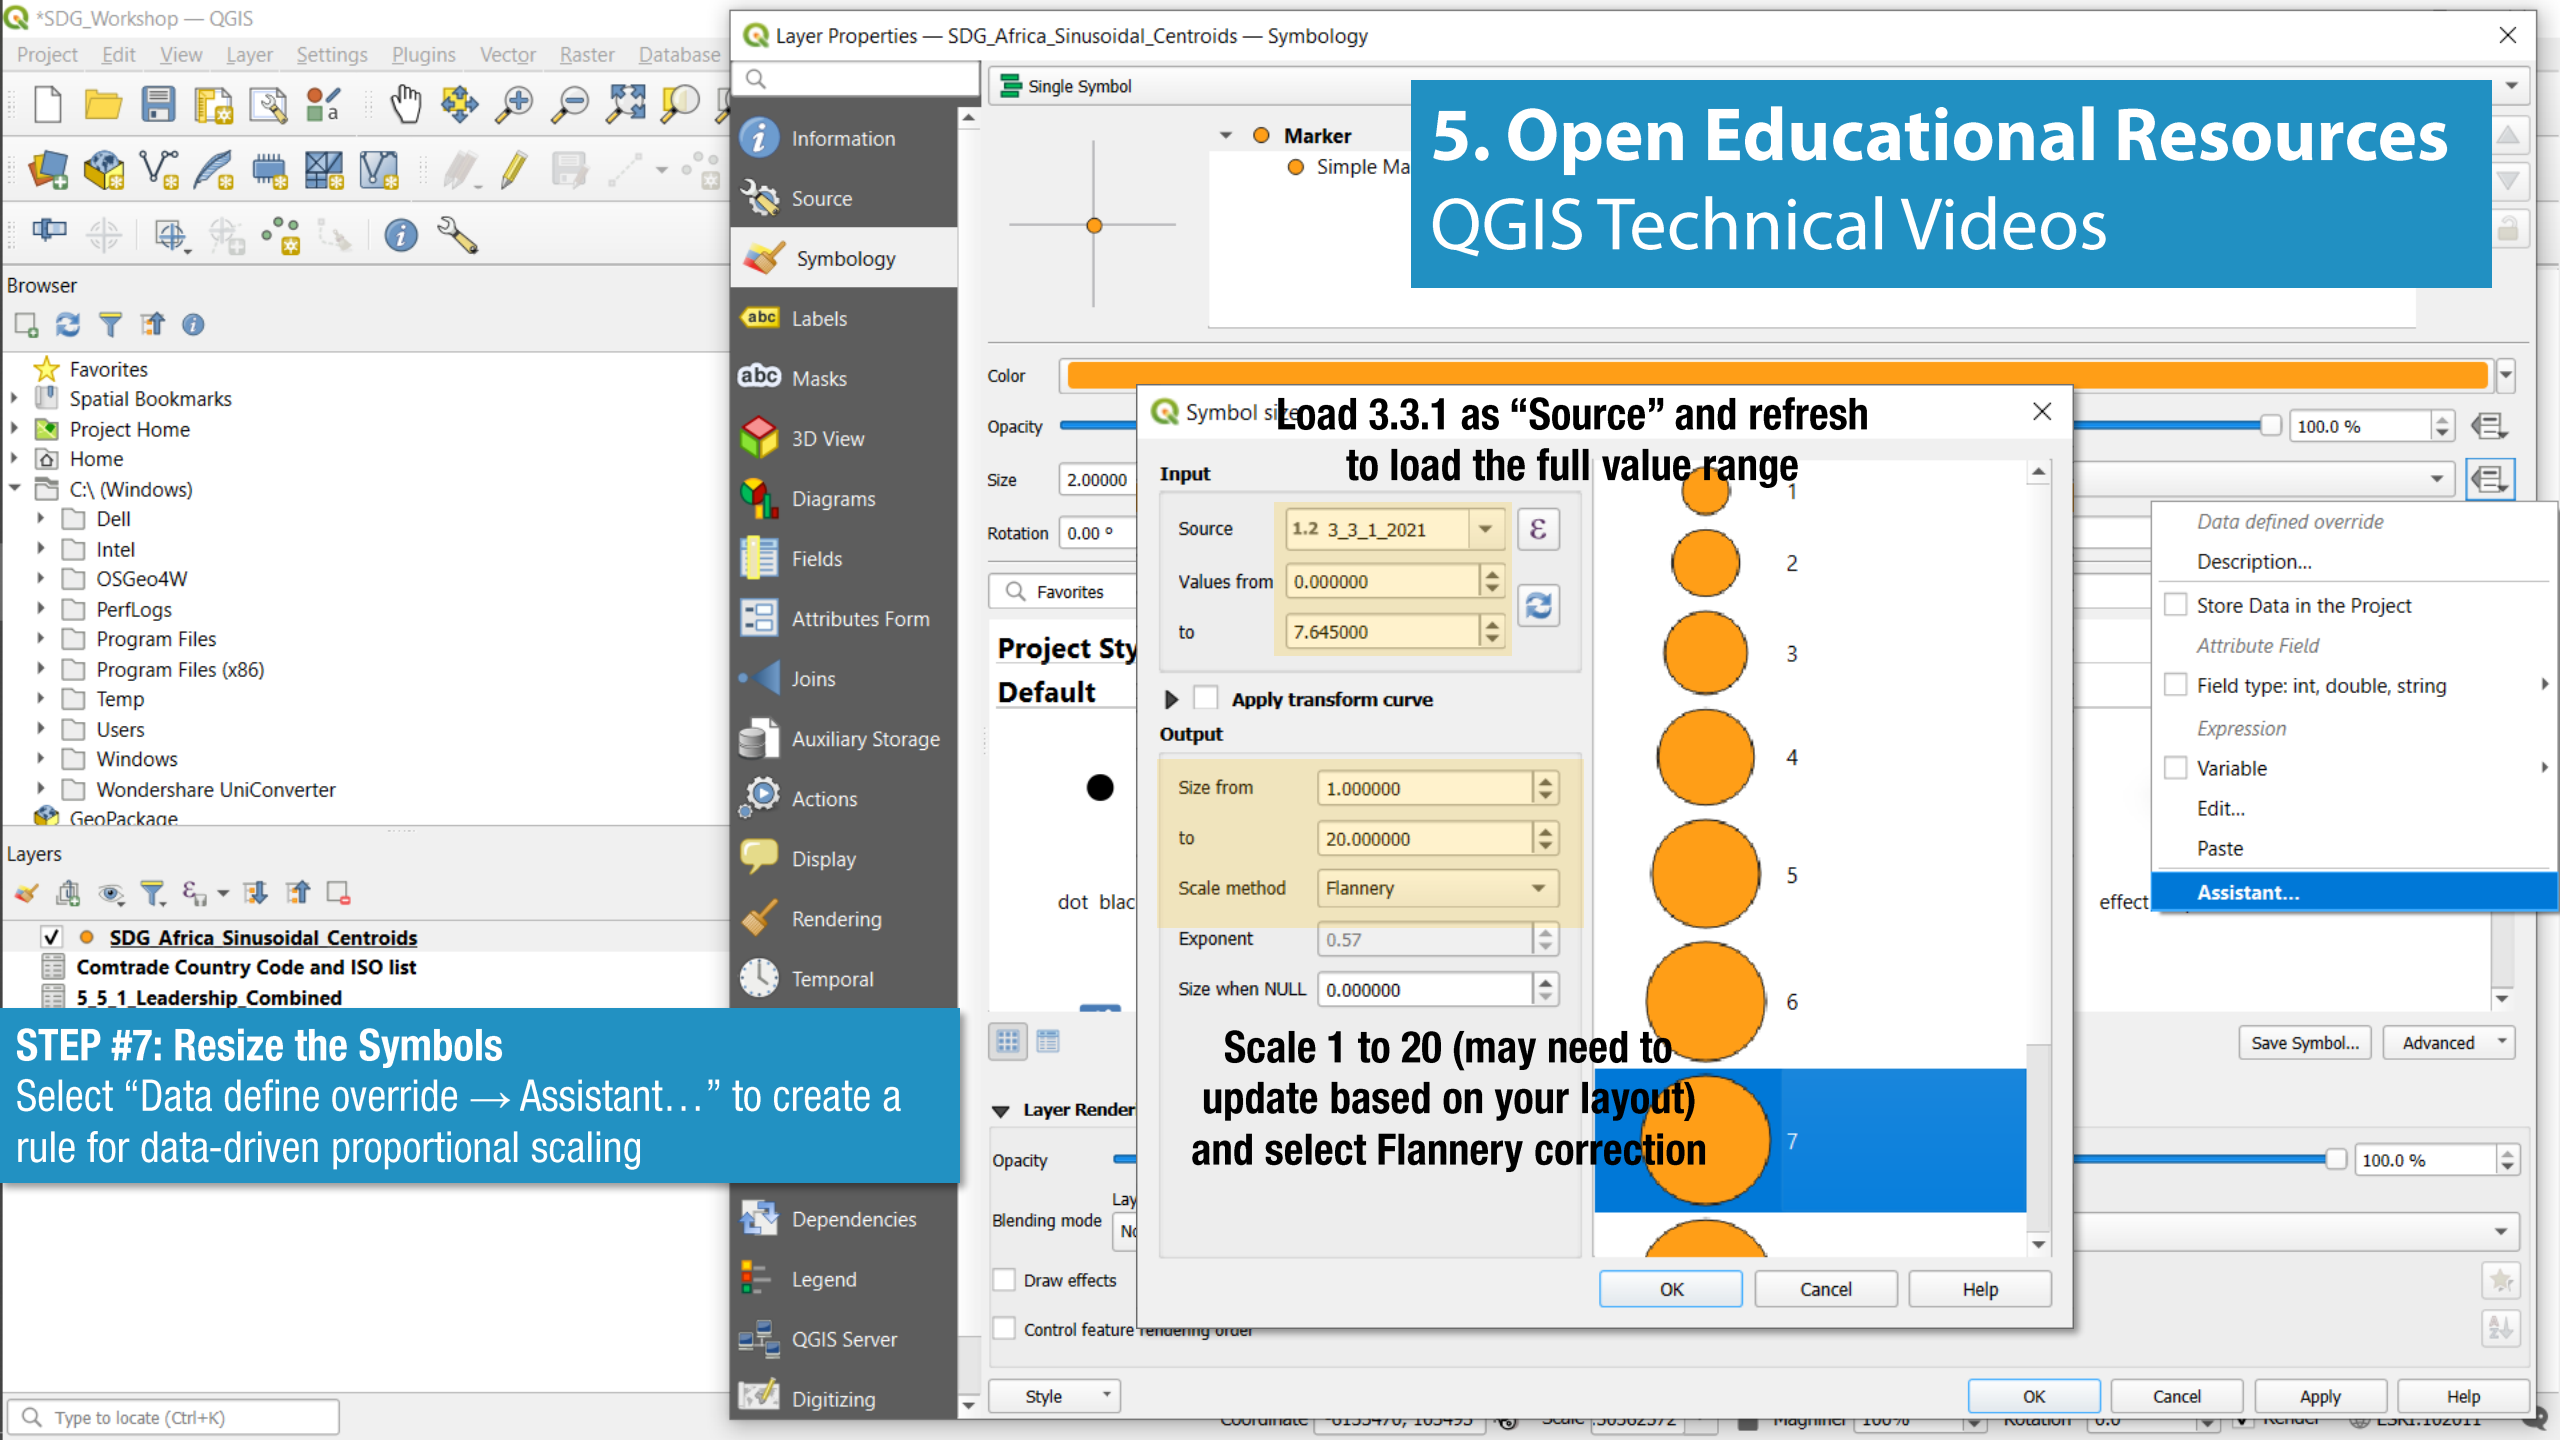 *SDG_Workshop — QGIS
Project Edit View Layer Settings Plugins Vector Raster Database
Browser
Favorites
Spatial Bookmarks
Project Home
Home
C:\ (Windows)
Dell
Intel
OSGeo4W
PerfLogs
Program Files
Program Files (x86)
Temp
Users
Windows
Wondershare UniConverter
GeoPackage
Layers
SDG_Africa_Sinusoidal_Centroids
Comtrade Country Code and ISO list
5_5_1_Leadership_Combined
STEP #7: Resize the Symbols
Select “Data define override → Assistant…” to create a
rule for data-driven proportional scaling
Type to locate (Ctrl+K)
Layer Properties — SDG_Africa_Sinusoidal_Centroids — Symbology
Information
Source
Symbology
abc Labels
abc Masks
3D View
Diagrams
Fields
Attributes Form
Joins
Auxiliary Storage
Actions
Display
Rendering
Temporal
Dependencies
Legend
QGIS Server
Digitizing
Single Symbol
Marker
Simple Ma
5. Open Educational Resources
QGIS Technical Videos
Color
Opacity 100.0 %
Size 2.00000
Rotation 0.00 °
Favorites
Project Sty
Default
dot blac
effect
Save Symbol... Advanced
Layer Render
Opacity 100.0 %
Lay
Blending mode
Draw effects
Control feature rendering order
Style OK Cancel Apply Help
Symbol size
Load 3.3.1 as “Source” and refresh
to load the full value range
Input
Source 1.2 3_3_1_2021 ε
Values from 0.000000
to 7.645000
Apply transform curve
Output
Size from 1.000000
to 20.000000
Scale method Flannery
Exponent 0.57
Size when NULL 0.000000
Scale 1 to 20 (may need to
update based on your layout)
and select Flannery correction
1
2
3
4
5
6
7
OK Cancel Help
Data defined override
Description...
Store Data in the Project
Attribute Field
Field type: int, double, string
Expression
Variable
Edit...
Paste
Assistant...
Coordinate Scale Magnifier 100% Rotation 0.0 Render